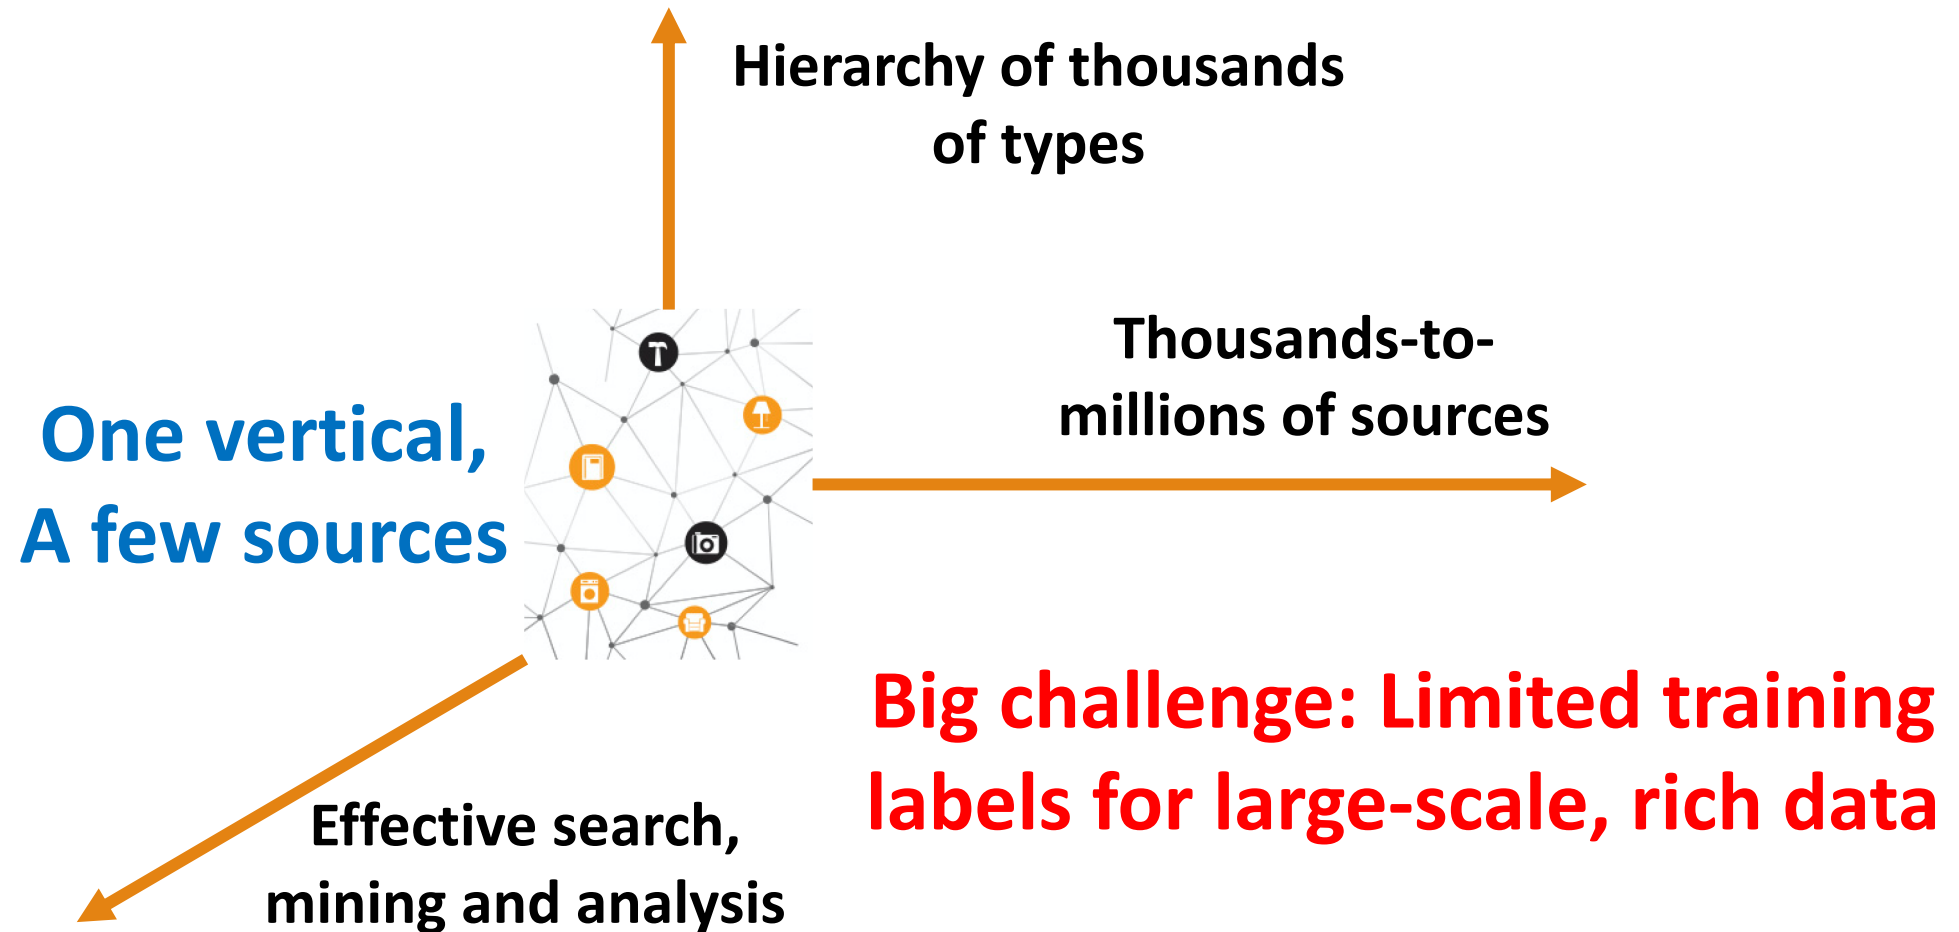 Hierarchy of thousands
of types
Thousands-to-
millions of sources
One vertical,
A few sources
Big challenge: Limited training
labels for large-scale, rich data
Effective search,
mining and analysis